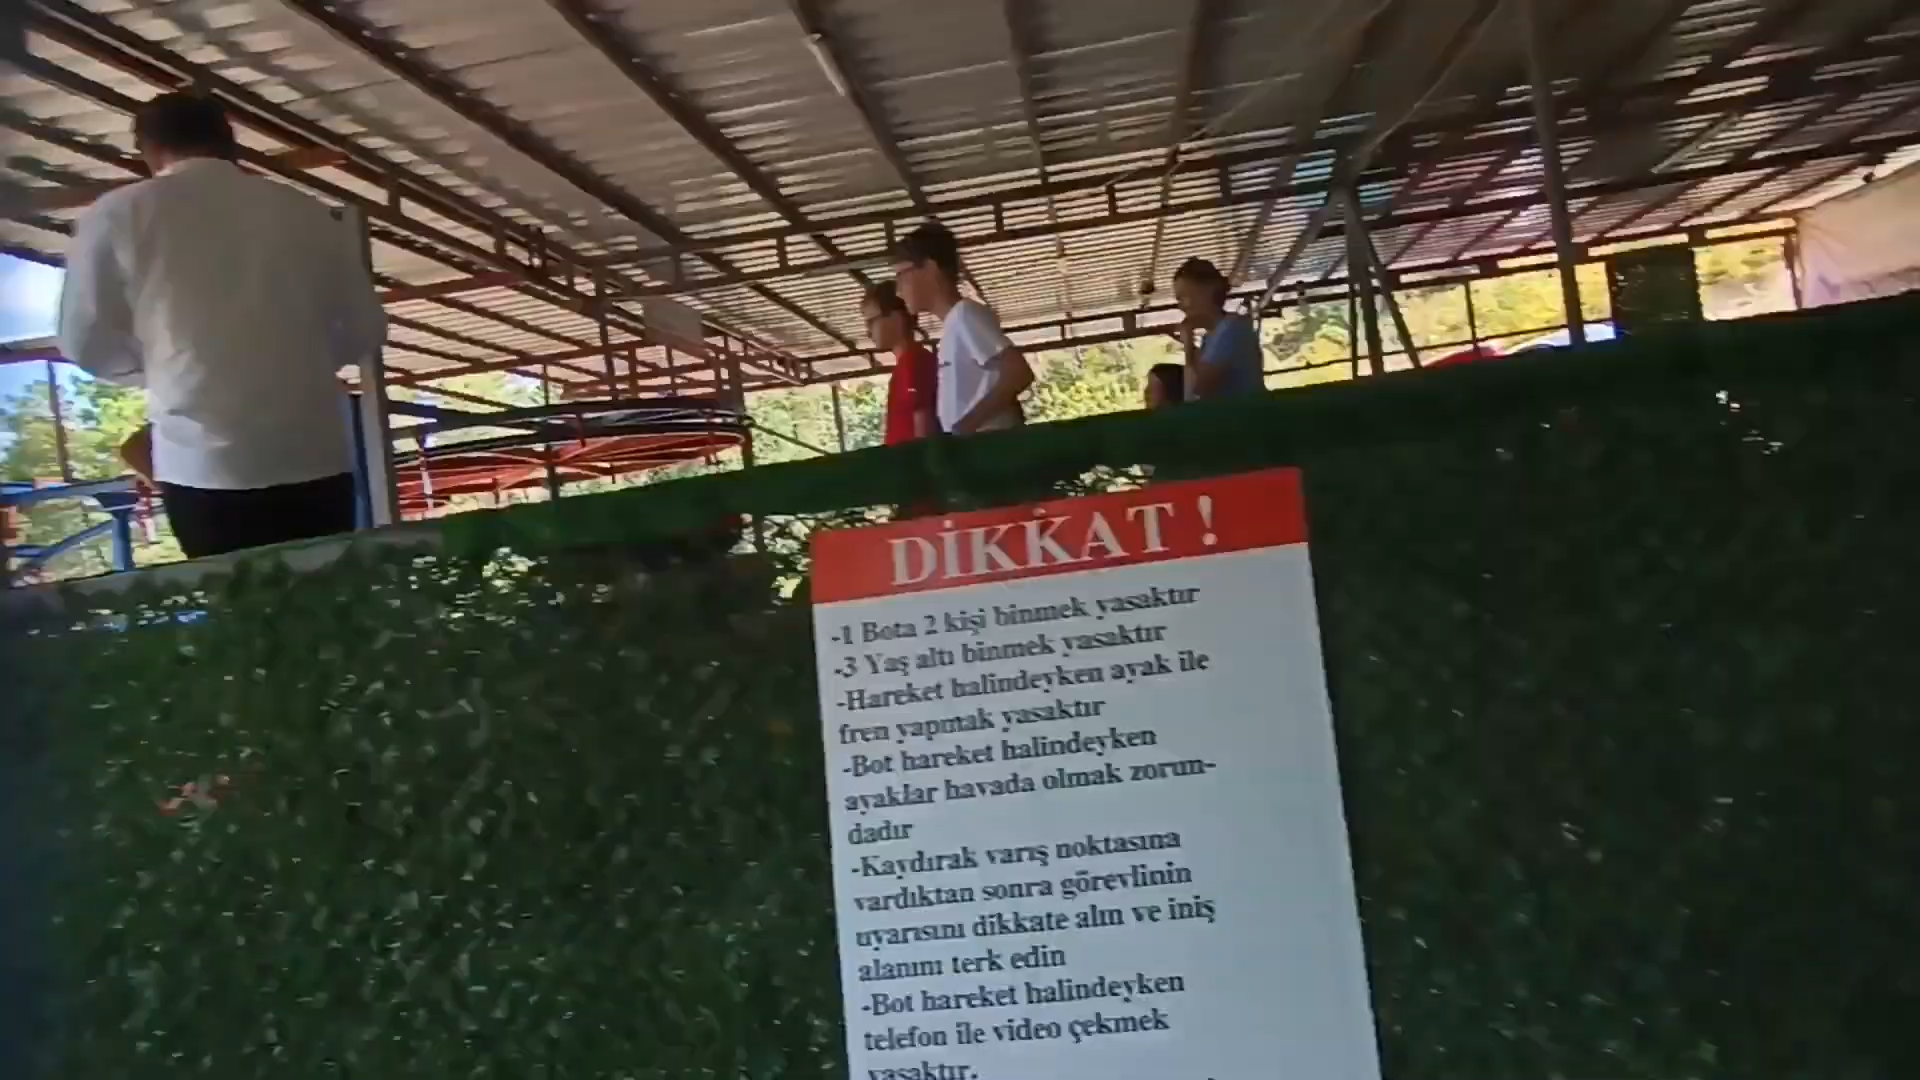 DİKKAT !
-1 Bota 2 kişi binmek yasaktır
-3 Yaş altı binmek yasaktır
-Hareket halindeyken ayak ile
fren yapmak yasaktır
-Bot hareket halindeyken
ayaklar havada olmak zorun-
dadır
-Kaydırak varış noktasına
vardıktan sonra görevlinin
uyarısını dikkate alın ve iniş
alanını terk edin
-Bot hareket halindeyken
telefon ile video çekmek
yasaktır.